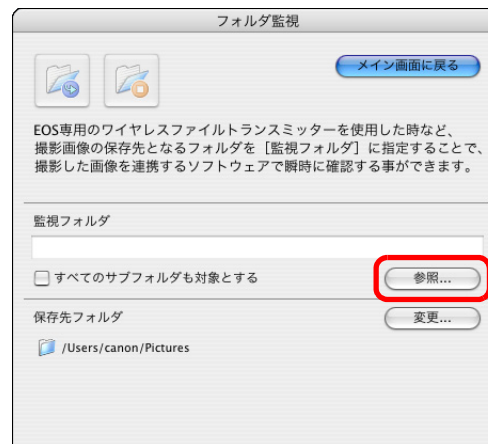 フォルダ監視
メイン画面に戻る
EOS専用のワイヤレスファイルトランスミッターを使用した時など、
撮影画像の保存先となるフォルダを［監視フォルダ］に指定することで、
撮影した画像を連携するソフトウェアで瞬時に確認する事ができます。
監視フォルダ
すべてのサブフォルダも対象とする
参照...
保存先フォルダ
変更...
/Users/canon/Pictures